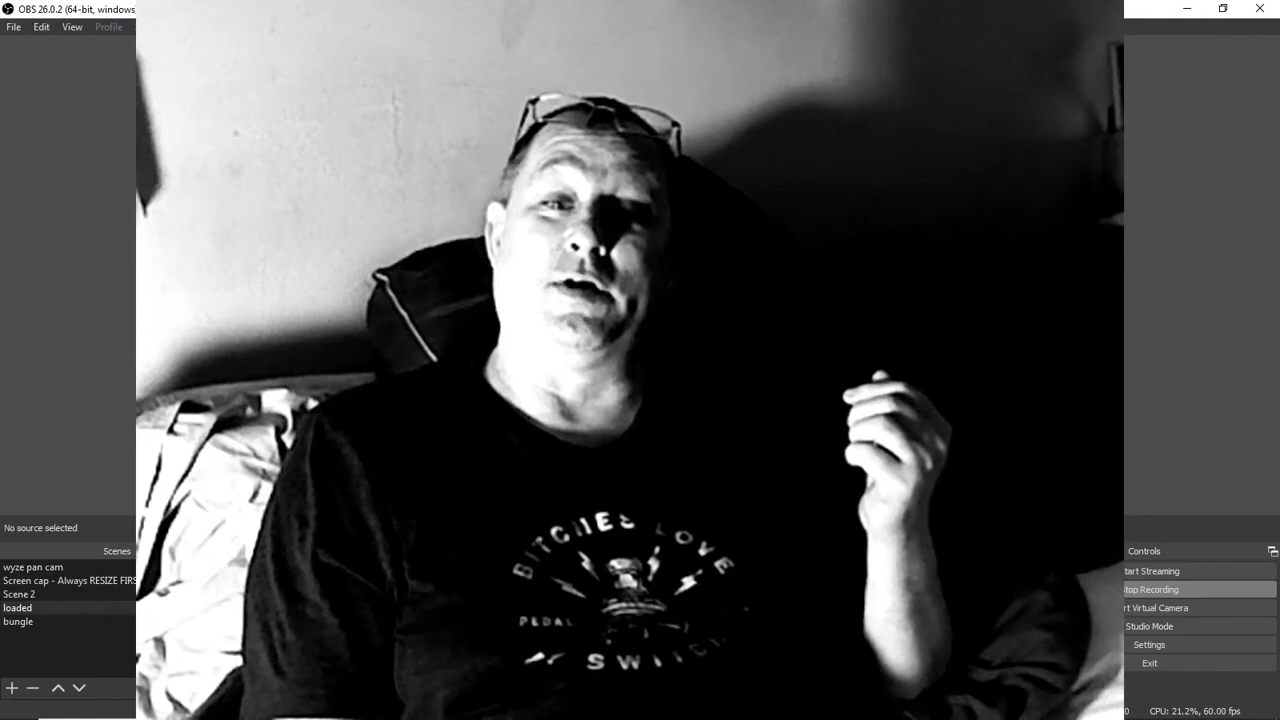 OBS 26.0.2 (64-bit, windows
File Edit View Profile
BITCHES LOVE
PEDAL
SWITCH
No source selected
Scenes
wyze pan cam
Screen cap - Always RESIZE FIRS
Scene 2
loaded
bungle
Controls
tart Streaming
Stop Recording
rt Virtual Camera
Studio Mode
Settings
Exit
0 CPU: 21.2%, 60.00 fps